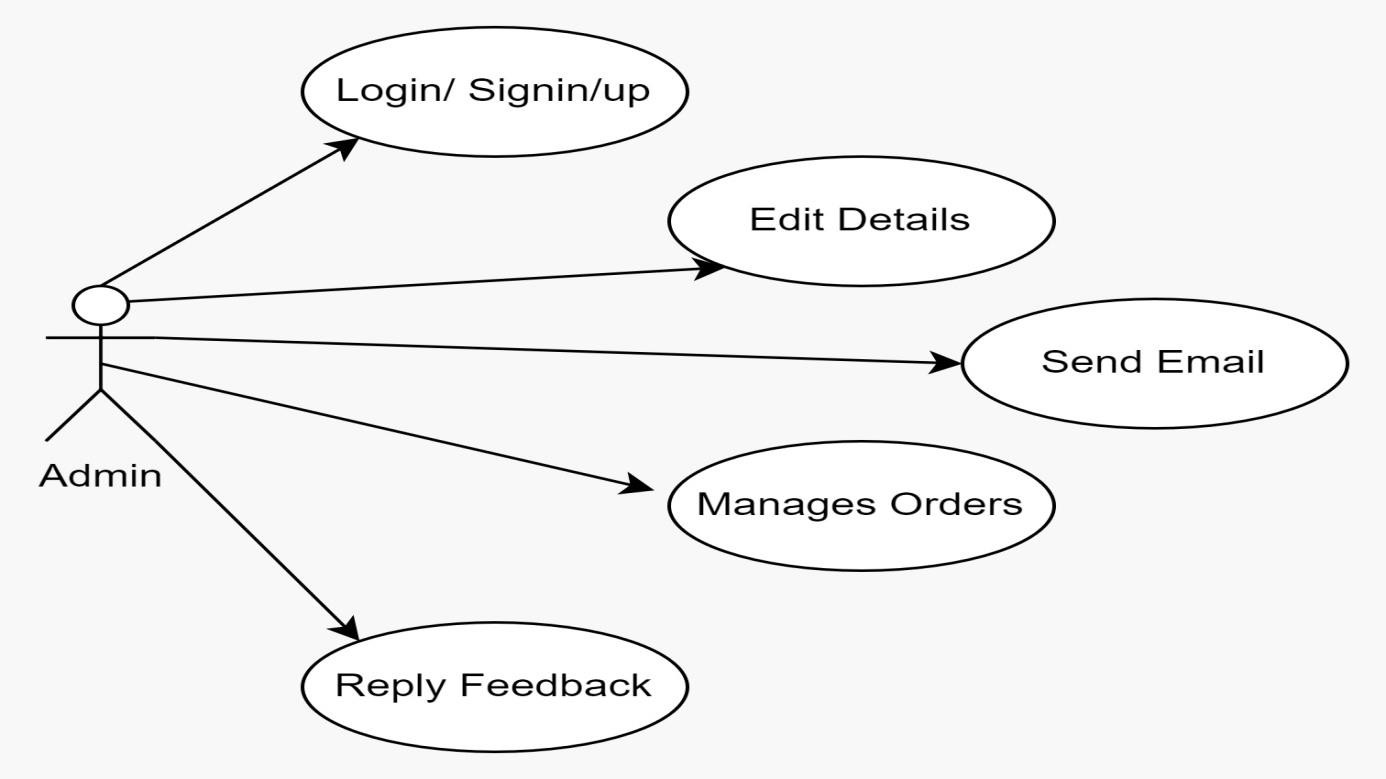 Login/ Signin/up
Edit Details
Send Email
Admin
Manages Orders
Reply Feedback